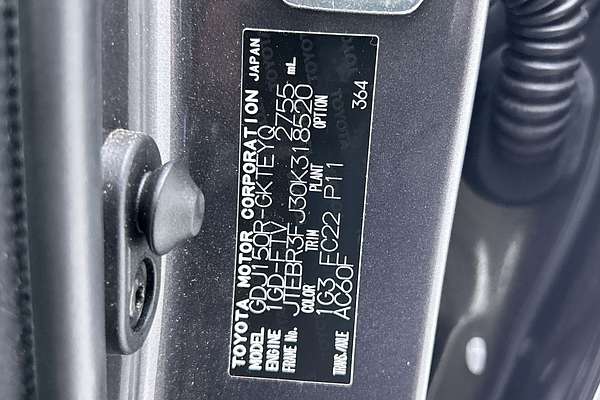 TOYOTA MOTOR CORPORATION JAPAN
MODEL GDJ150R-GKTEYQ
ENGINE 1GD-FTV 2755 mL
FRAME No. JTEBR3FJ30K318520
COLOR TRIM PLANT OPTION
1G3 FC22 P11
TRANS/AXLE AC60F 364